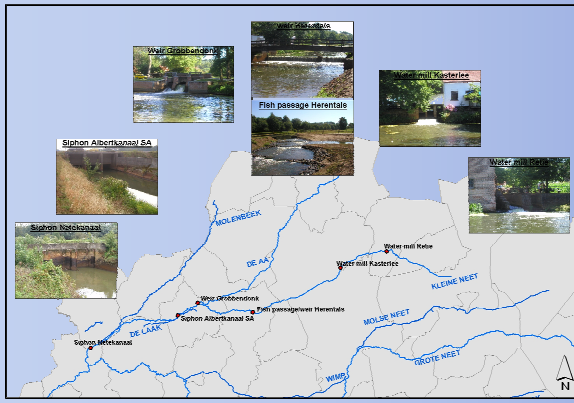 Weir Herentals
Weir Grobbendonk
Water mill Kasterlee
Fish passage Herentals
Siphon Albertkanaal SA
Water mill Retie
Siphon Netekanaal
MOLENBEEK
Water mill Retie
DE AA
Water mill Kasterlee
KLEINE NEET
Weir Grobbendonk
Fish passage/weir Herentals
Siphon Albertkanaal SA
MOLSE NEET
DE LAAK
Siphon Netekanaal
GROTE NEET
WIMP
N